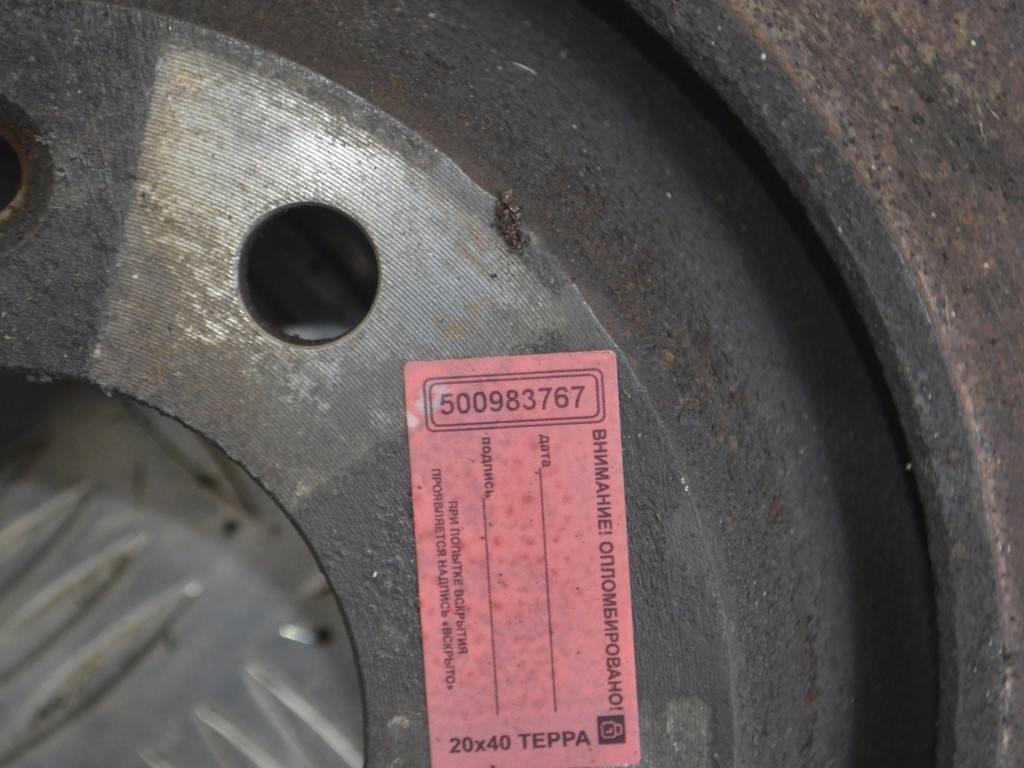 500983767
ВНИМАНИЕ! ОПЛОМБИРОВАНО!
дата
подпись
ПРИ ПОПЫТКЕ ВСКРЫТИЯ
ПРОЯВЛЯЕТСЯ НАДПИСЬ «ВСКРЫТО»
20x40 ТЕРРА